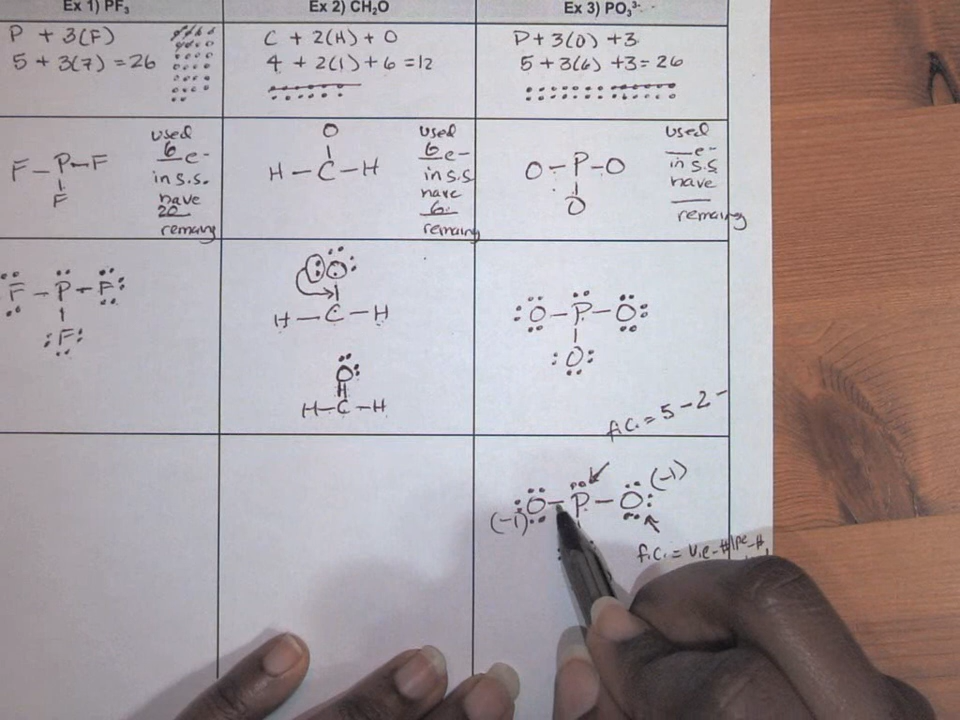 Ex 1) PF₃
Ex 2) CH₂O
Ex 3) PO₃³⁻
P + 3(F)
5 + 3(7) = 26
C + 2(H) + O
4 + 2(1) + 6 = 12
P + 3(O) + 3
5 + 3(6) + 3 = 26
F – P – F
F
used
6 e-
in s.s.
have
20
remaing
O
H – C – H
used
6 e-
in s.s
have
6
remaing
O – P – O
O
used
e-
in s.s
have
remaing
F – P – F
F
O
H – C – H
O
H – C – H
O – P – O
O
f.c. = 5 - 2 -
O – P – O (-1)
(-1)
f.c. = v.e - # lpe - #